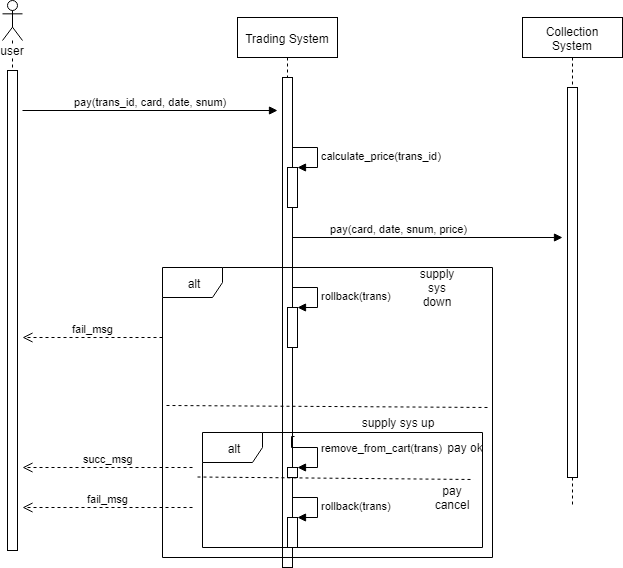 user
Trading System
Collection
System
pay(trans_id, card, date, snum)
calculate_price(trans_id)
pay(card, date, snum, price)
alt
supply
sys
down
rollback(trans)
fail_msg
supply sys up
alt
remove_from_cart(trans)
pay ok
succ_msg
pay
cancel
fail_msg
rollback(trans)